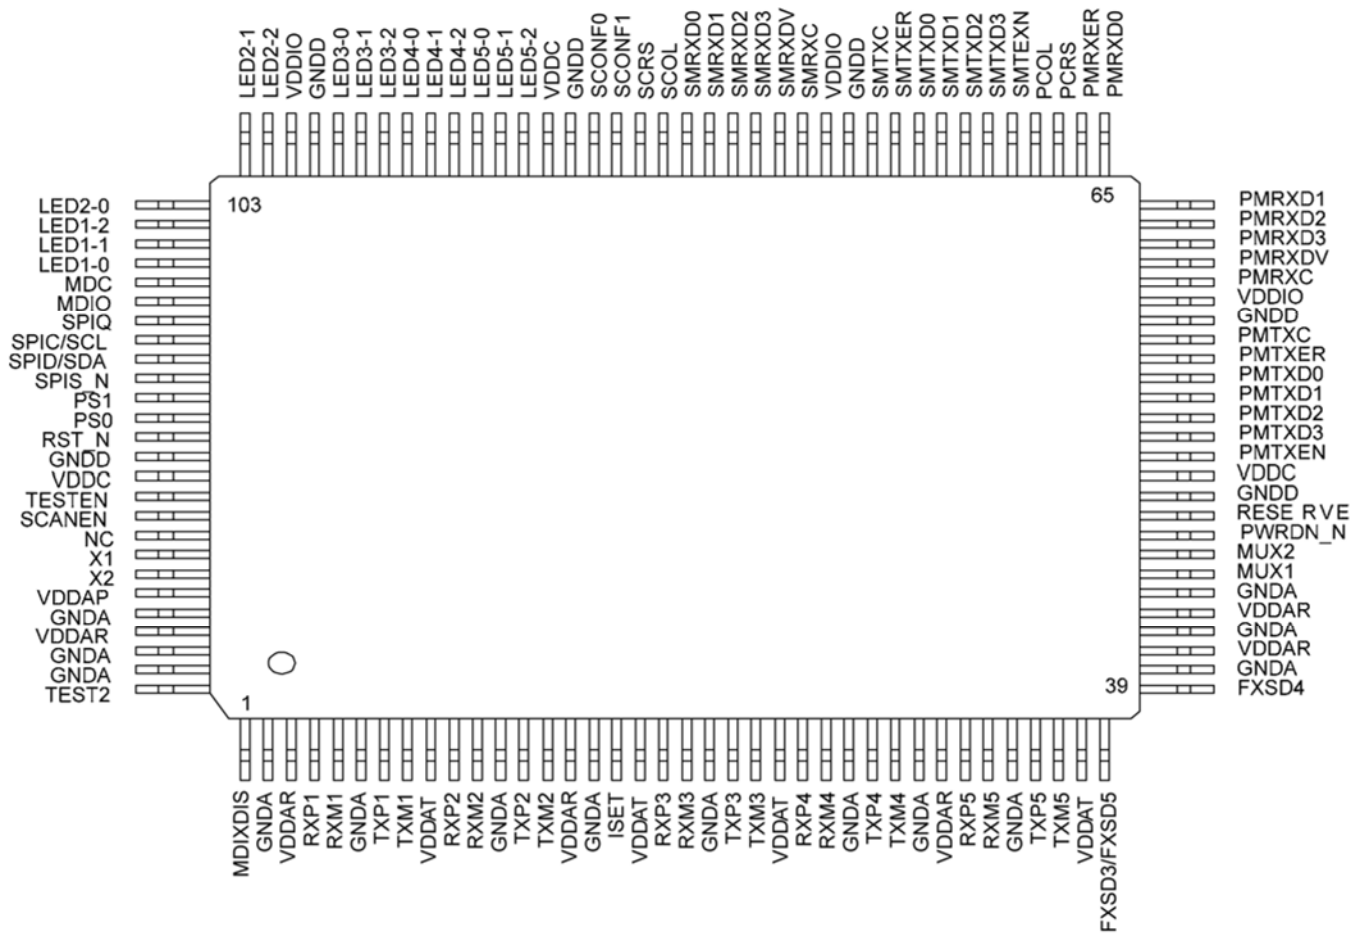 LED2-1
LED2-2
VDDIO
GNDD
LED3-0
LED3-1
LED3-2
LED4-0
LED4-1
LED4-2
LED5-0
LED5-1
LED5-2
VDDC
GNDD
SCONF0
SCONF1
SCRS
SCOL
SMRXD0
SMRXD1
SMRXD2
SMRXD3
SMRXDV
SMRXC
VDDIO
GNDD
SMTXC
SMTXER
SMTXD0
SMTXD1
SMTXD2
SMTXD3
SMTEXN
PCOL
PCRS
PMRXER
PMRXD0
103
65
LED2-0
LED1-2
LED1-1
LED1-0
MDC
MDIO
SPIQ
SPIC/SCL
SPID/SDA
SPIS_N
PS1
PS0
RST_N
GNDD
VDDC
TESTEN
SCANEN
NC
X1
X2
VDDAP
GNDA
VDDAR
GNDA
GNDA
TEST2
PMRXD1
PMRXD2
PMRXD3
PMRXDV
PMRXC
VDDIO
GNDD
PMTXC
PMTXER
PMTXD0
PMTXD1
PMTXD2
PMTXD3
PMTXEN
VDDC
GNDD
RESE RVE
PWRDN_N
MUX2
MUX1
GNDA
VDDAR
GNDA
VDDAR
GNDA
FXSD4
1
39
MDIXDIS
GNDA
VDDAR
RXP1
RXM1
GNDA
TXP1
TXM1
VDDAT
RXP2
RXM2
GNDA
TXP2
TXM2
VDDAR
GNDA
ISET
VDDAT
RXP3
RXM3
GNDA
TXP3
TXM3
VDDAT
RXP4
RXM4
GNDA
TXP4
TXM4
GNDA
VDDAR
RXP5
RXM5
GNDA
TXP5
TXM5
VDDAT
FXSD3/FXSD5